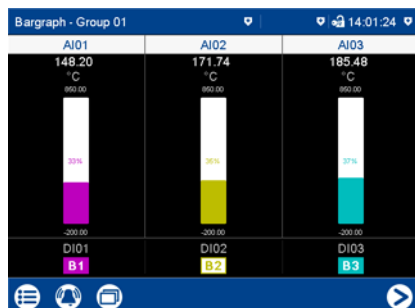 Bargraph - Group 01
14:01:24
AI01 AI02 AI03
148.20 171.74 185.48
°C °C °C
850.00 850.00 850.00
33% 35% 37%
-200.00 -200.00 -200.00
DI01 DI02 DI03
B1 B2 B3